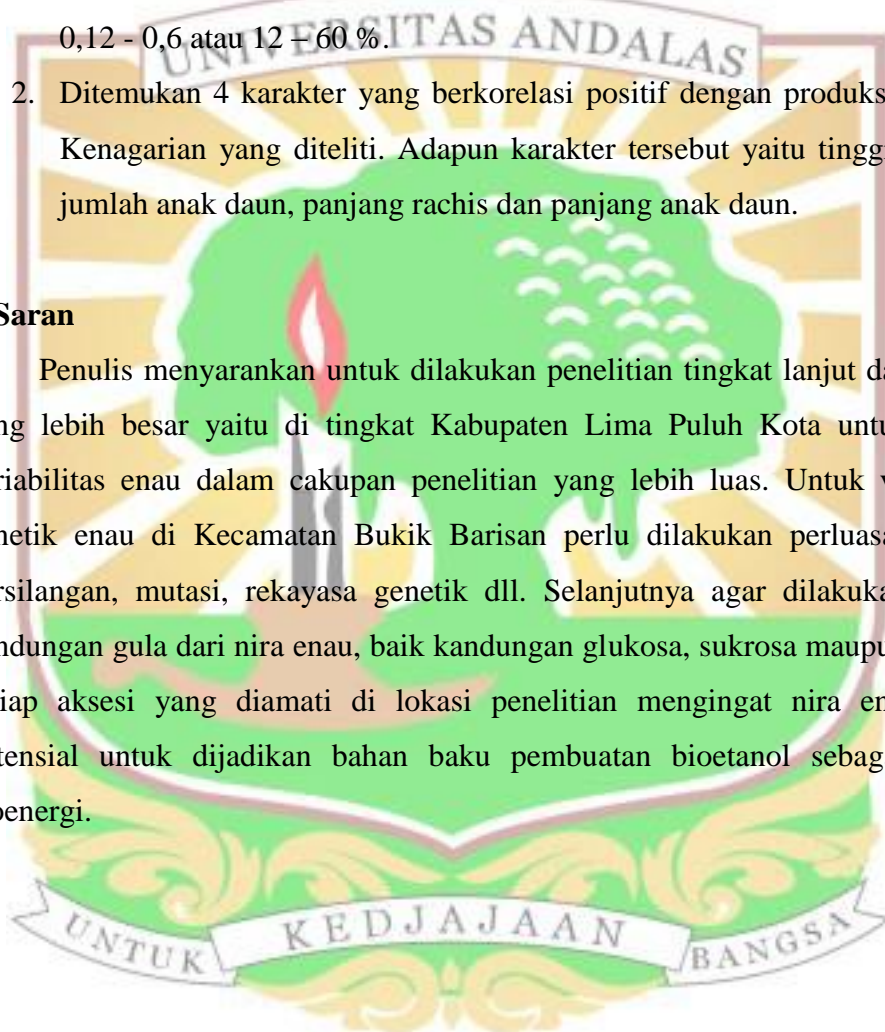 0,12 - 0,6 atau 12 – 60 %.
UNIVERSITAS ANDALAS
2. Ditemukan 4 karakter yang berkorelasi positif dengan produks
Kenagarian yang diteliti. Adapun karakter tersebut yaitu tinggi
jumlah anak daun, panjang rachis dan panjang anak daun.
Saran
Penulis menyarankan untuk dilakukan penelitian tingkat lanjut da
ng lebih besar yaitu di tingkat Kabupaten Lima Puluh Kota untu
riabilitas enau dalam cakupan penelitian yang lebih luas. Untuk v
netik enau di Kecamatan Bukik Barisan perlu dilakukan perluasa
rsilangan, mutasi, rekayasa genetik dll. Selanjutnya agar dilakuka
ndungan gula dari nira enau, baik kandungan glukosa, sukrosa maupu
iap aksesi yang diamati di lokasi penelitian mengingat nira en
tensial untuk dijadikan bahan baku pembuatan bioetanol sebag
oenergi.
UNTUK KEDJAJAAN BANGSA